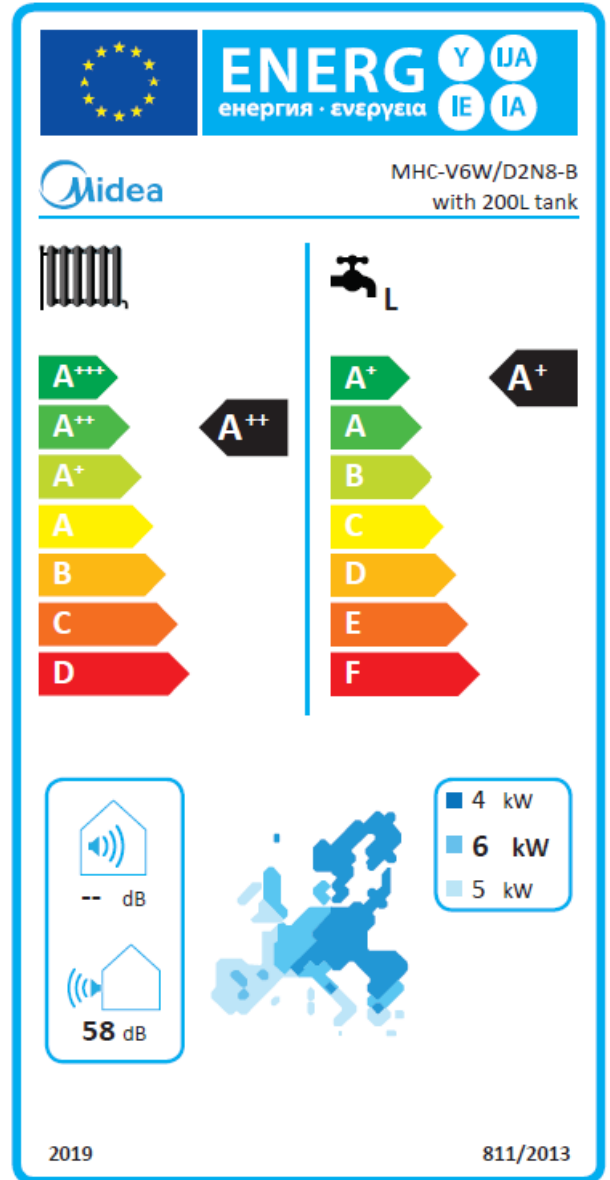 ENERG Y IJA
енергия · ενεργεια IE IA
Midea
MHC-V6W/D2N8-B
with 200L tank
L
A+++
A++
A+
A
B
C
D
A++
A+
A
B
C
D
E
F
A+
-- dB
58 dB
4 kW
6 kW
5 kW
2019
811/2013